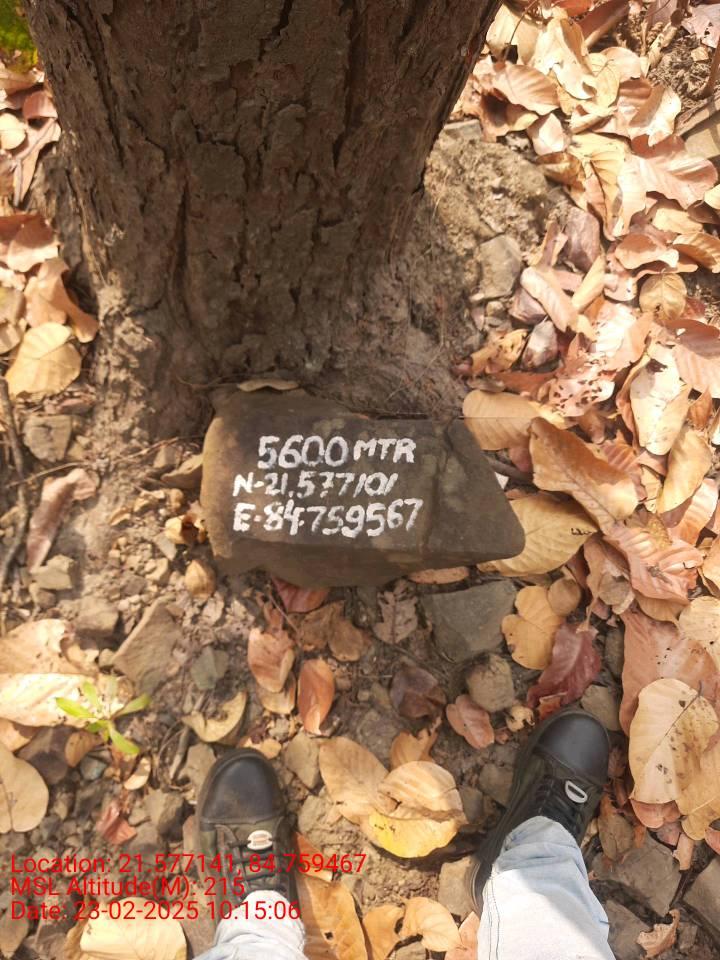 5600 MTR
N-21.577101
E-84.759567
Location: 21.577141, 84.759467
MSL Altitude(M): 215
Date: 23-02-2025 10:15:06